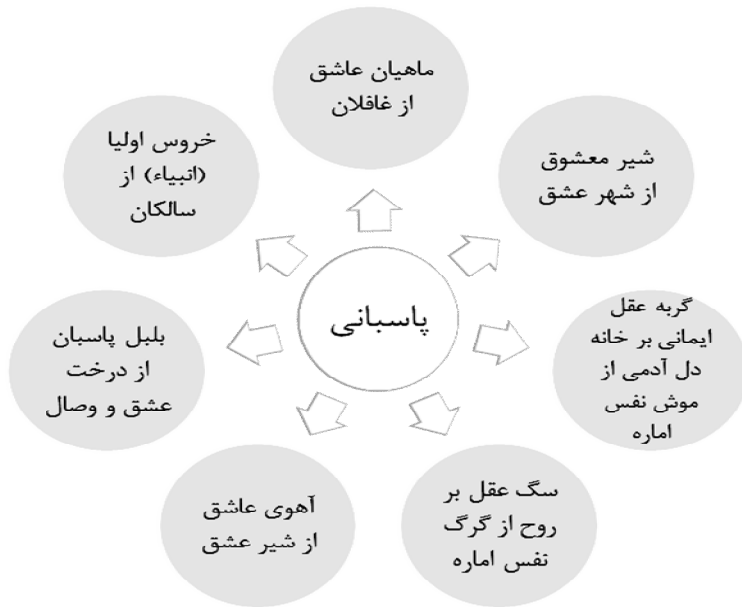 ماهیان عاشق
از غافلان
شیر معشوق
از شهر عشق
گربه عقل
ایمانی بر خانه
دل آدمی از
موش نفس
اماره
سگ عقل بر
روح از گرگ
نفس اماره
آهوی عاشق
از شیر عشق
بلبل پاسبان
از درخت
عشق و وصال
خروس اولیا
(انبیاء) از
سالکان
پاسبانی